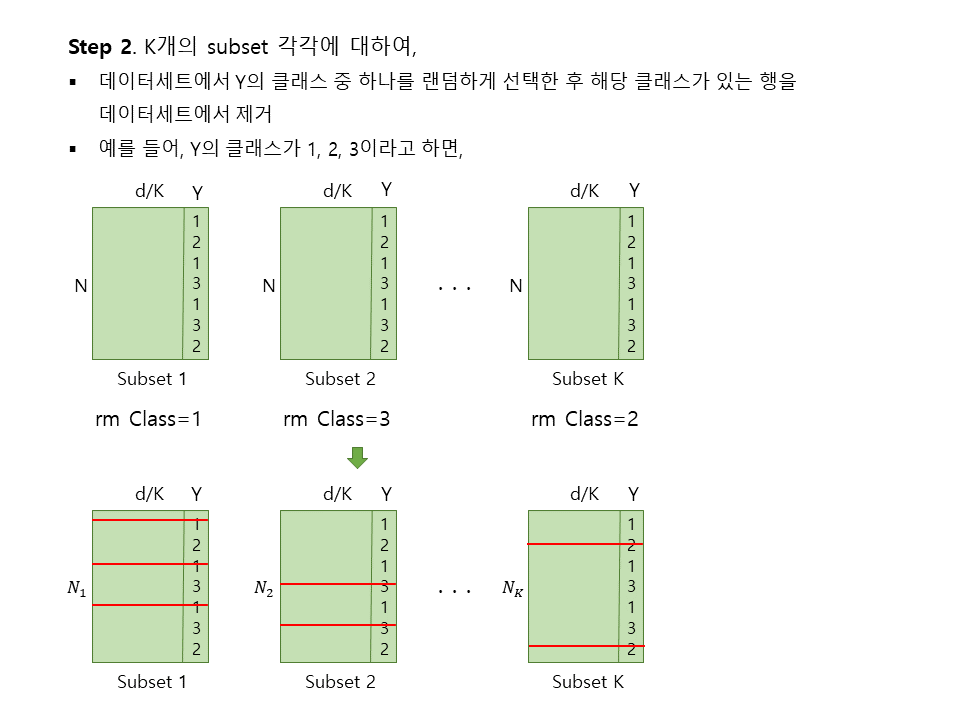 Step 2. K개의 subset 각각에 대하여,
▪ 데이터세트에서 Y의 클래스 중 하나를 랜덤하게 선택한 후 해당 클래스가 있는 행을
데이터세트에서 제거
▪ 예를 들어, Y의 클래스가 1, 2, 3이라고 하면,
d/K Y d/K Y d/K Y
1 1 1
2 2 2
1 1 1
N 3 N 3 . . . N 3
1 1 1
3 3 3
2 2 2
Subset 1 Subset 2 Subset K
rm Class=1 rm Class=3 rm Class=2
d/K Y d/K Y d/K Y
1 1 1
2 2 2
1 1 1
N₁ 3 N₂ 3 . . . N_K 3
1 1 1
3 3 3
2 2 2
Subset 1 Subset 2 Subset K